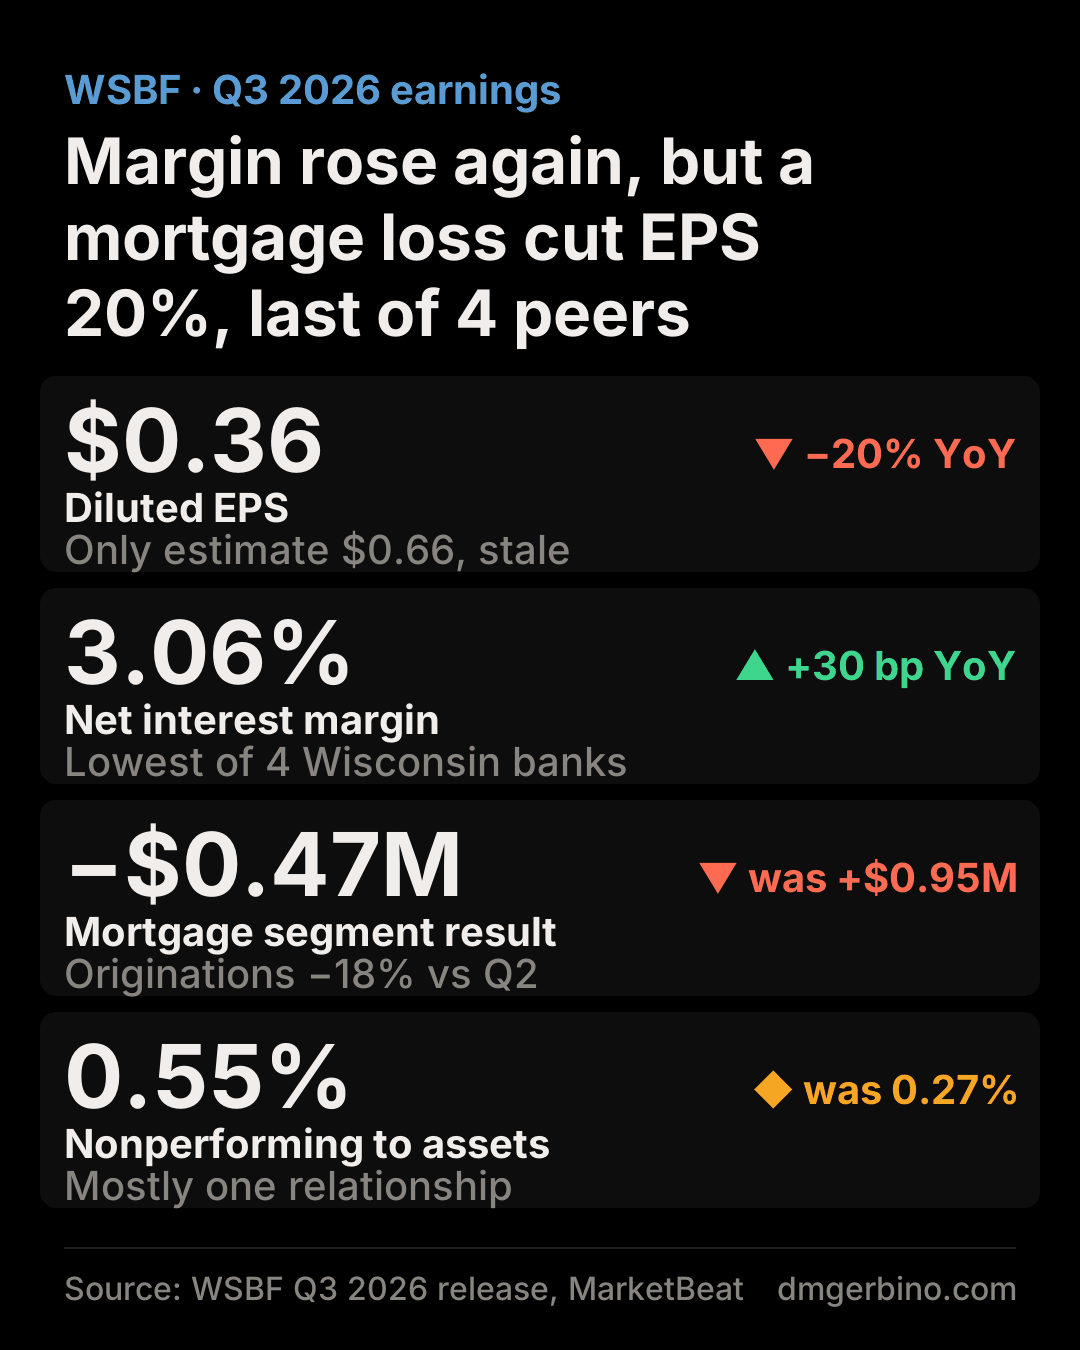 WSBF · Q3 2026 earnings
Margin rose again, but a
mortgage loss cut EPS
20%, last of 4 peers
$0.36
▼ −20% YoY
Diluted EPS
Only estimate $0.66, stale
3.06%
▲ +30 bp YoY
Net interest margin
Lowest of 4 Wisconsin banks
−$0.47M
▼ was +$0.95M
Mortgage segment result
Originations −18% vs Q2
0.55%
◆ was 0.27%
Nonperforming to assets
Mostly one relationship
Source: WSBF Q3 2026 release, MarketBeat
dmgerbino.com